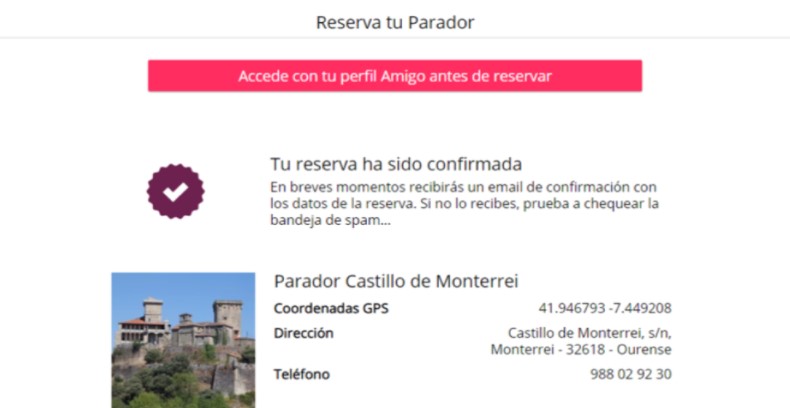 Reserva tu Parador
Accede con tu perfil Amigo antes de reservar
Tu reserva ha sido confirmada
En breves momentos recibirás un email de confirmación con
los datos de la reserva. Si no lo recibes, prueba a chequear la
bandeja de spam...
Parador Castillo de Monterrei
Coordenadas GPS 41.946793 -7.449208
Dirección Castillo de Monterrei, s/n,
Monterrei - 32618 - Ourense
Teléfono 988 02 92 30